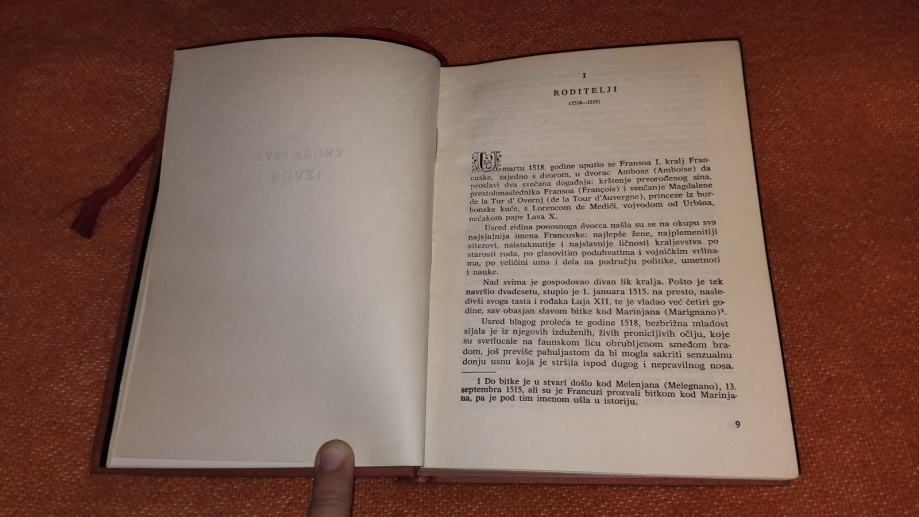 KNJIGA PRVA
IZVOR
I
RODITELJI
(1518—1519)
U martu 1518. godine uputio se Fransoa I, kralj Fran-
cuske, zajedno s dvorom, u dvorac Amboaz (Amboise) da
proslavi dva svečana događaja: krštenje prvorođenog sina,
prestolonaslednika Fransoa (François) i venčanje Magdalene
de la Tur d' Overnj (de la Tour d'Auvergne), princeze iz bur-
bonske kuće, s Lorencom de Mediči, vojvodom od Urbina,
nećakom pape Lava X.
Usred zidina ponosnoga dvorca našla su se na okupu sva
najsjajnija imena Francuske: najlepše žene, najplemenitiji
vitezovi, naistaknutije i najslavnije ličnosti kraljevstva po
starosti roda, po glasovitim poduhvatima i vojničkim vrlina-
ma, po veličini uma i dela na području politike, umetnosti
i nauke.
Nad svima je gospodovao divan lik kralja. Pošto je tek
navršio dvadesetu, stupio je 1. januara 1515. na presto, nasle-
divši svoga tasta i rođaka Luja XII, te je vladao već četiri go-
dine, sav obasjan slavom bitke kod Marinjana (Marignano)¹.
Usred blagog proleća te godine 1518, bezbrižna mladost
sijala je iz njegovih izduženih, živih pronicljivih očiju, koje
su svetlucale na faunskom licu obrubljenom smeđom bra-
dom, još previše pahuljastom da bi mogla sakriti senzualnu
donju usnu koja je stršila ispod dugog i nepravilnog nosa.
1 Do bitke je u stvari došlo kod Melenjana (Melegnano), 13.
septembra 1515, ali su je Francuzi prozvali bitkom kod Marinja-
na, pa je pod tim imenom ušla u istoriju.
9